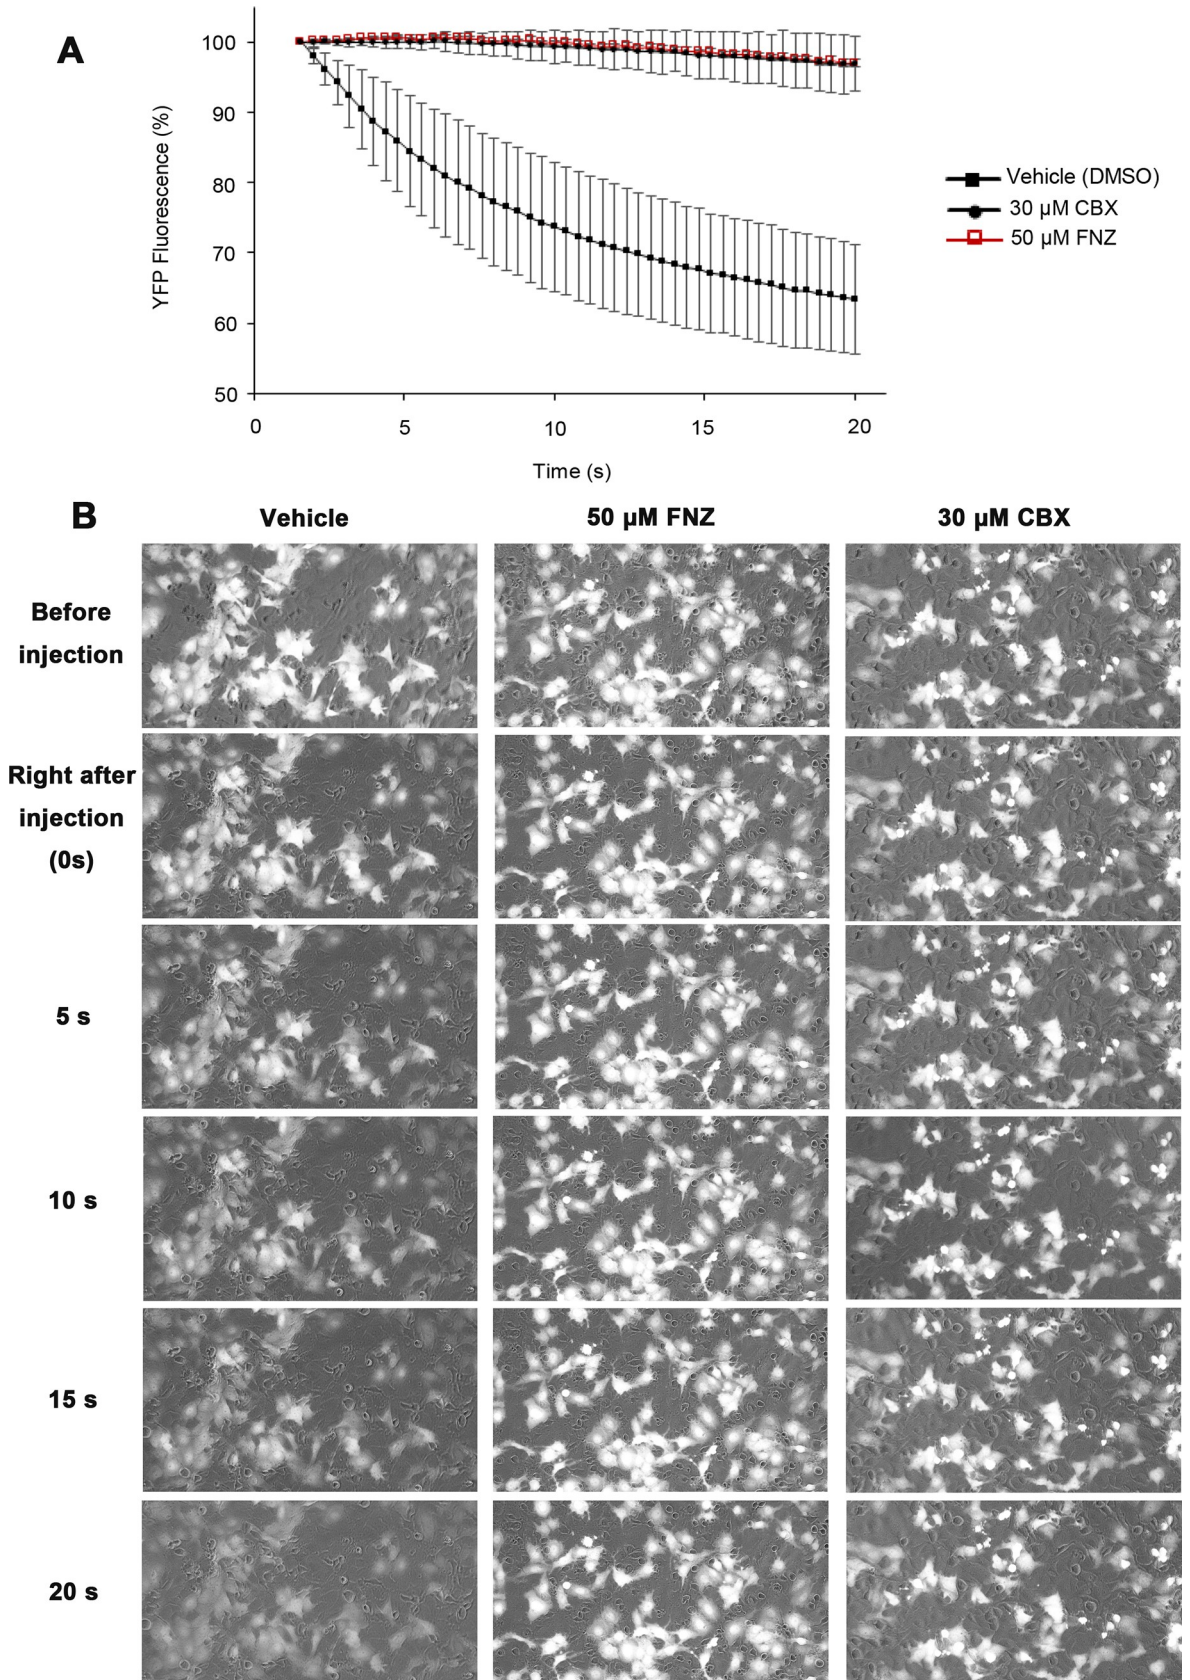 A
100
90
80
70
60
50
YFP Fluorescence (%)
0
5
10
15
20
Time (s)
Vehicle (DMSO)
30 µM CBX
50 µM FNZ
B
Vehicle
50 µM FNZ
30 µM CBX
Before
injection
Right after
injection
(0s)
5 s
10 s
15 s
20 s